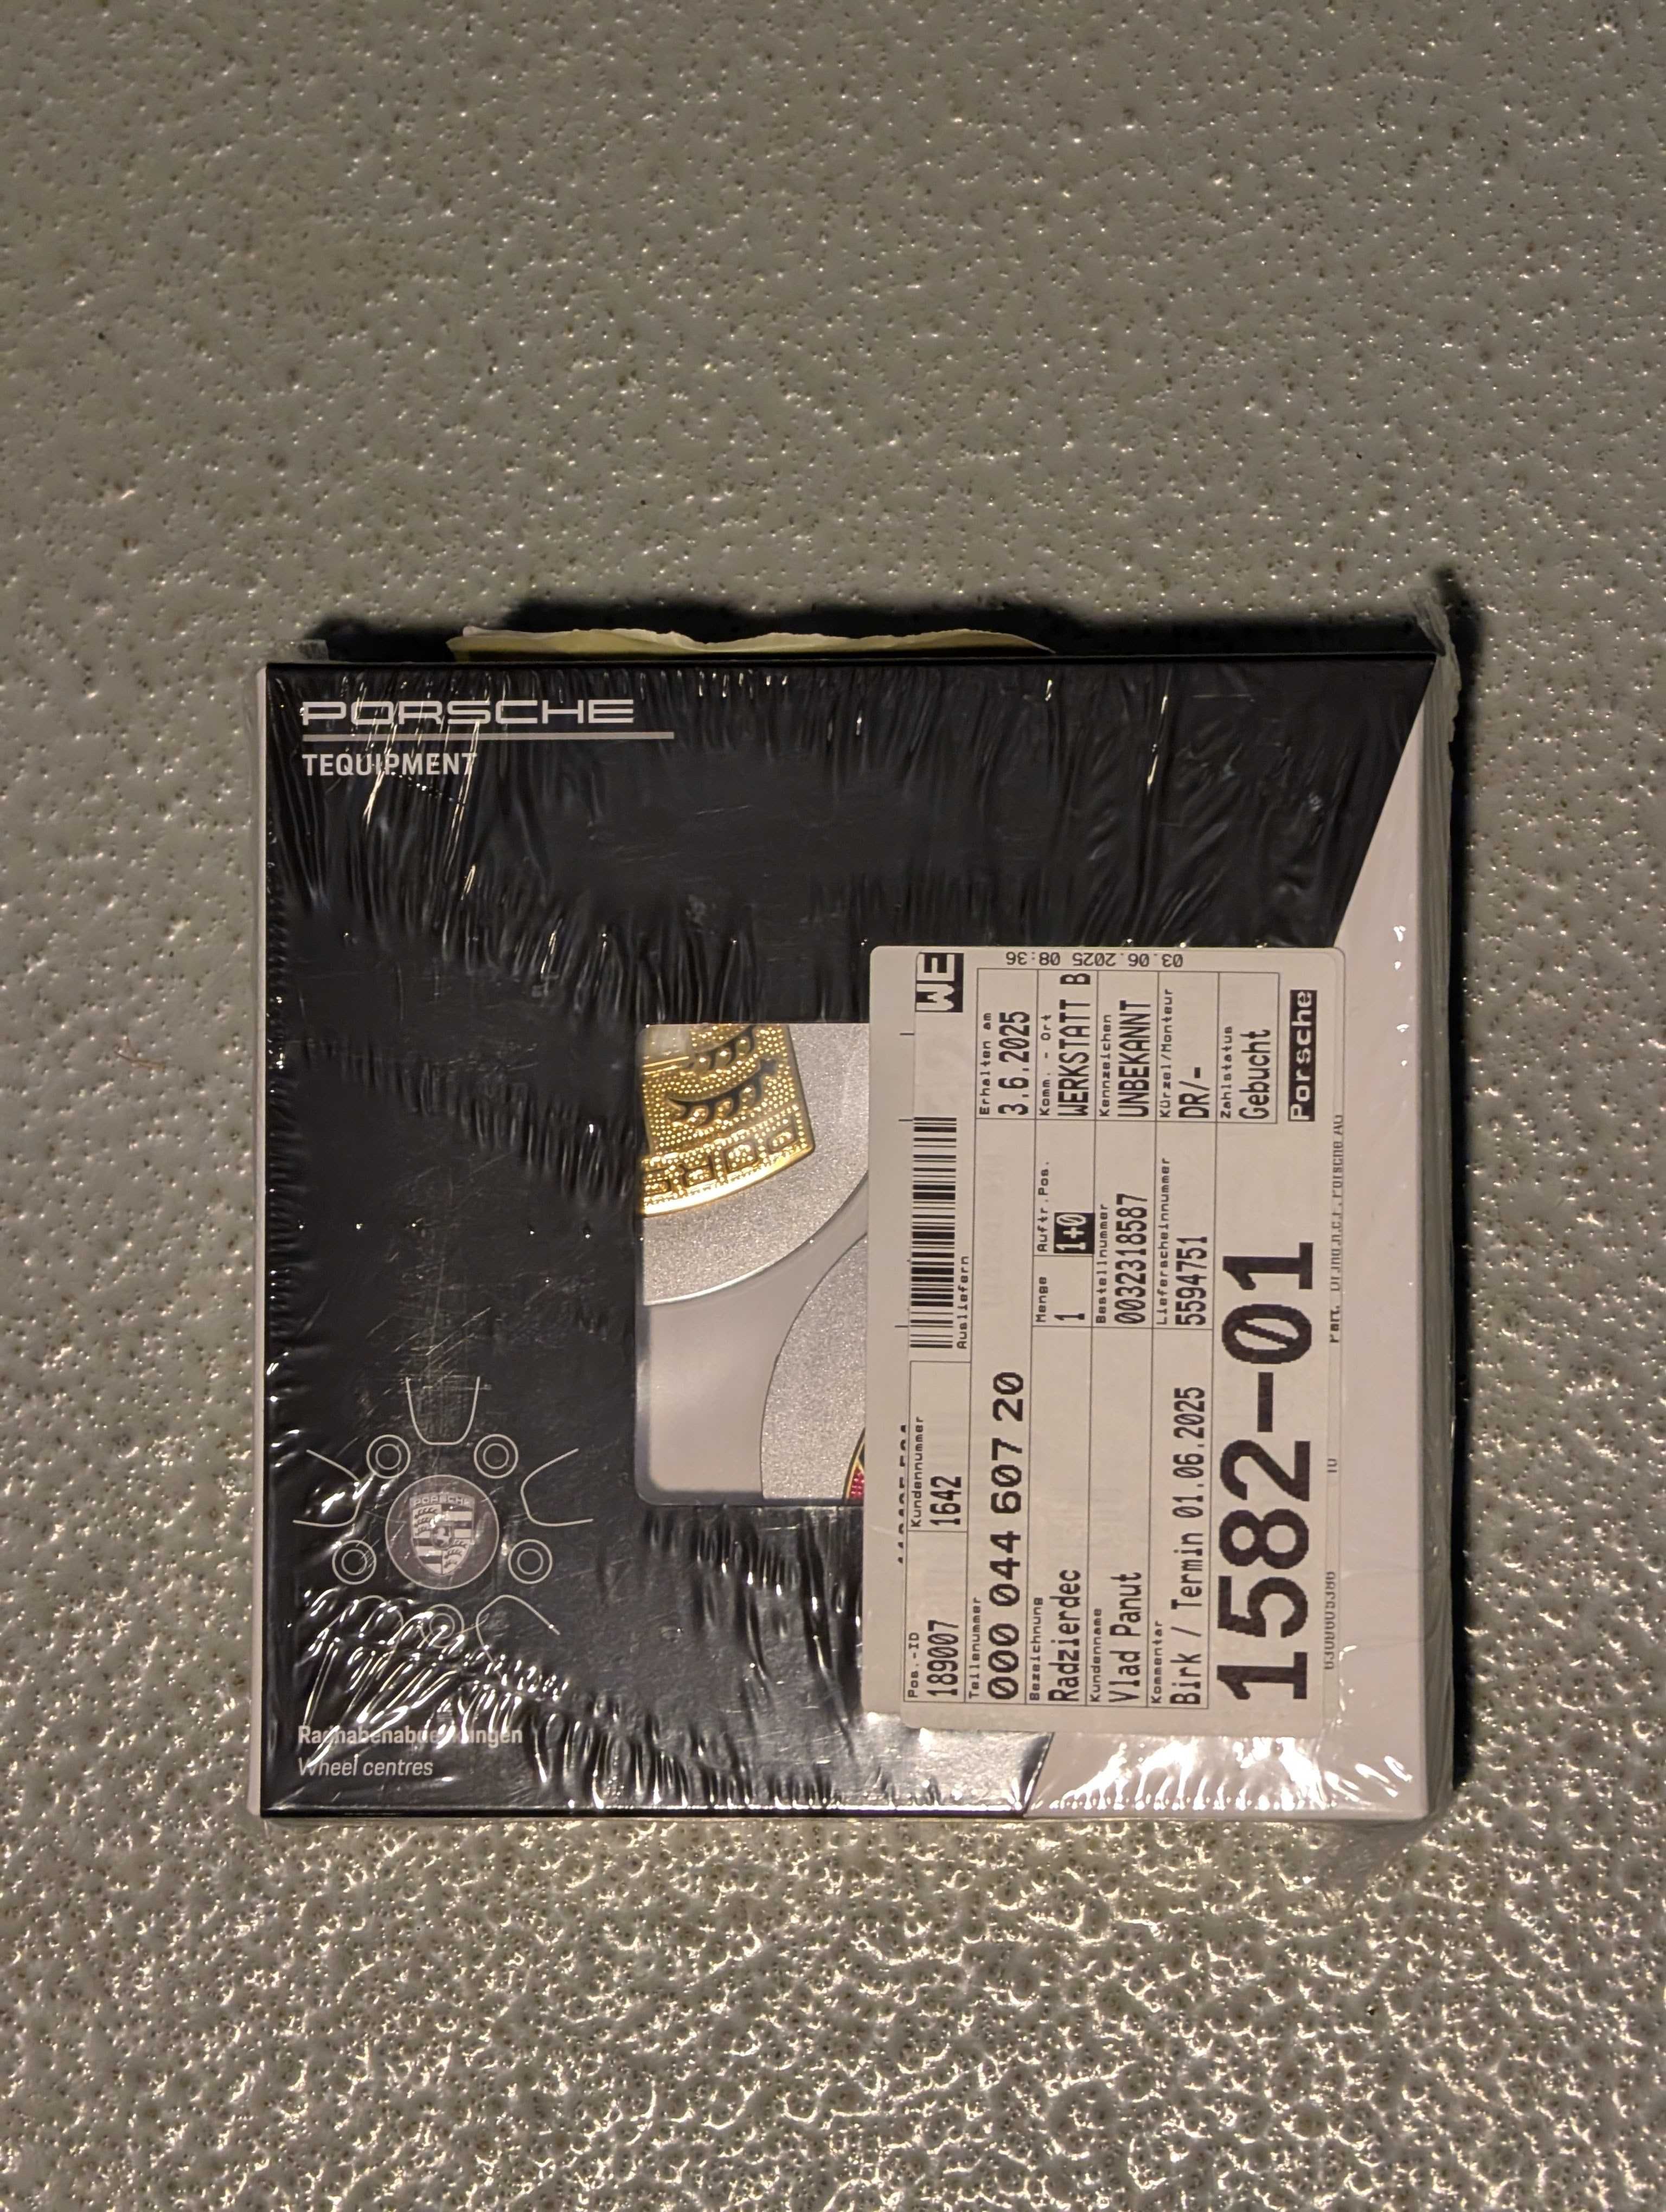 PORSCHE
TEQUIPMENT
PORSCHE
Wheel centres
PORS
WE
03.06.2025 08:36
Pos.-ID
189007
Kundennummer
1642
Ausliefern
Teilenummer
000 044 607 20
Erhalten am
3.6.2025
Bezeichnung
Radzierdec
Menge
1
Auftr.Pos.
1+0
Komm. - Ort
WERKSTATT B
Kundenname
Vlad Panut
Bestellnummer
0032318587
Kennzeichen
UNBEKANNT
Kommentar
Birk / Termin 01.06.2025
Lieferscheinnummer
5594751
Kürzel/Monteur
DR/-
Zahlstatus
Gebucht
1582-01
Porsche